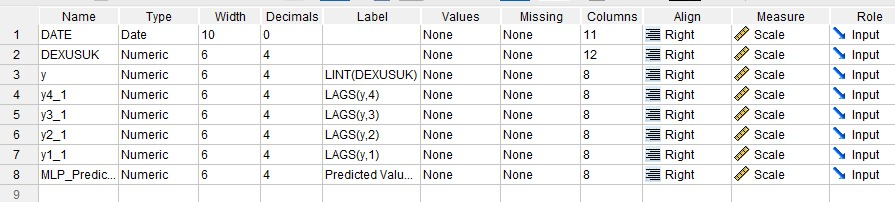 Name Type Width Decimals Label Values Missing Columns Align Measure Role
1 DATE Date 10 0 None None 11 Right Scale Input
2 DEXUSUK Numeric 6 4 None None 12 Right Scale Input
3 y Numeric 6 4 LINT(DEXUSUK) None None 8 Right Scale Input
4 y4_1 Numeric 6 4 LAGS(y,4) None None 8 Right Scale Input
5 y3_1 Numeric 6 4 LAGS(y,3) None None 8 Right Scale Input
6 y2_1 Numeric 6 4 LAGS(y,2) None None 8 Right Scale Input
7 y1_1 Numeric 6 4 LAGS(y,1) None None 8 Right Scale Input
8 MLP_Predic... Numeric 6 4 Predicted Valu... None None 8 Right Scale Input
9